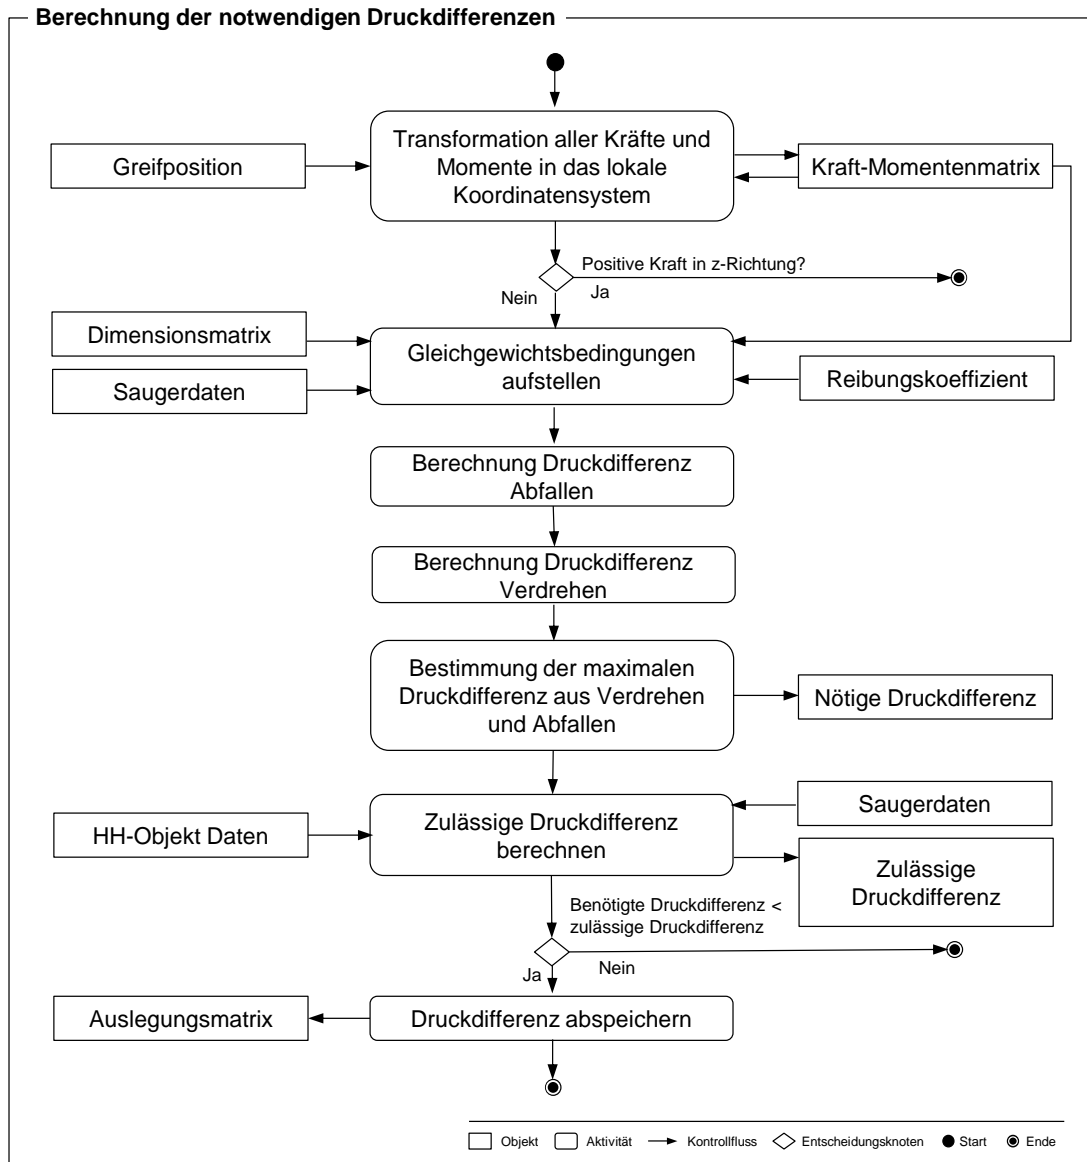 Berechnung der notwendigen Druckdifferenzen
Transformation aller Kräfte und
Momente in das lokale
Koordinatensystem
Greifposition
Kraft-Momentenmatrix
Positive Kraft in z-Richtung?
Nein
Ja
Dimensionsmatrix
Saugerdaten
Gleichgewichtsbedingungen
aufstellen
Reibungskoeffizient
Berechnung Druckdifferenz
Abfallen
Berechnung Druckdifferenz
Verdrehen
Bestimmung der maximalen
Druckdifferenz aus Verdrehen
und Abfallen
Nötige Druckdifferenz
HH-Objekt Daten
Zulässige Druckdifferenz
berechnen
Saugerdaten
Zulässige
Druckdifferenz
Benötigte Druckdifferenz <
zulässige Druckdifferenz
Ja
Nein
Auslegungsmatrix
Druckdifferenz abspeichern
Objekt
Aktivität
Kontrollfluss
Entscheidungsknoten
Start
Ende